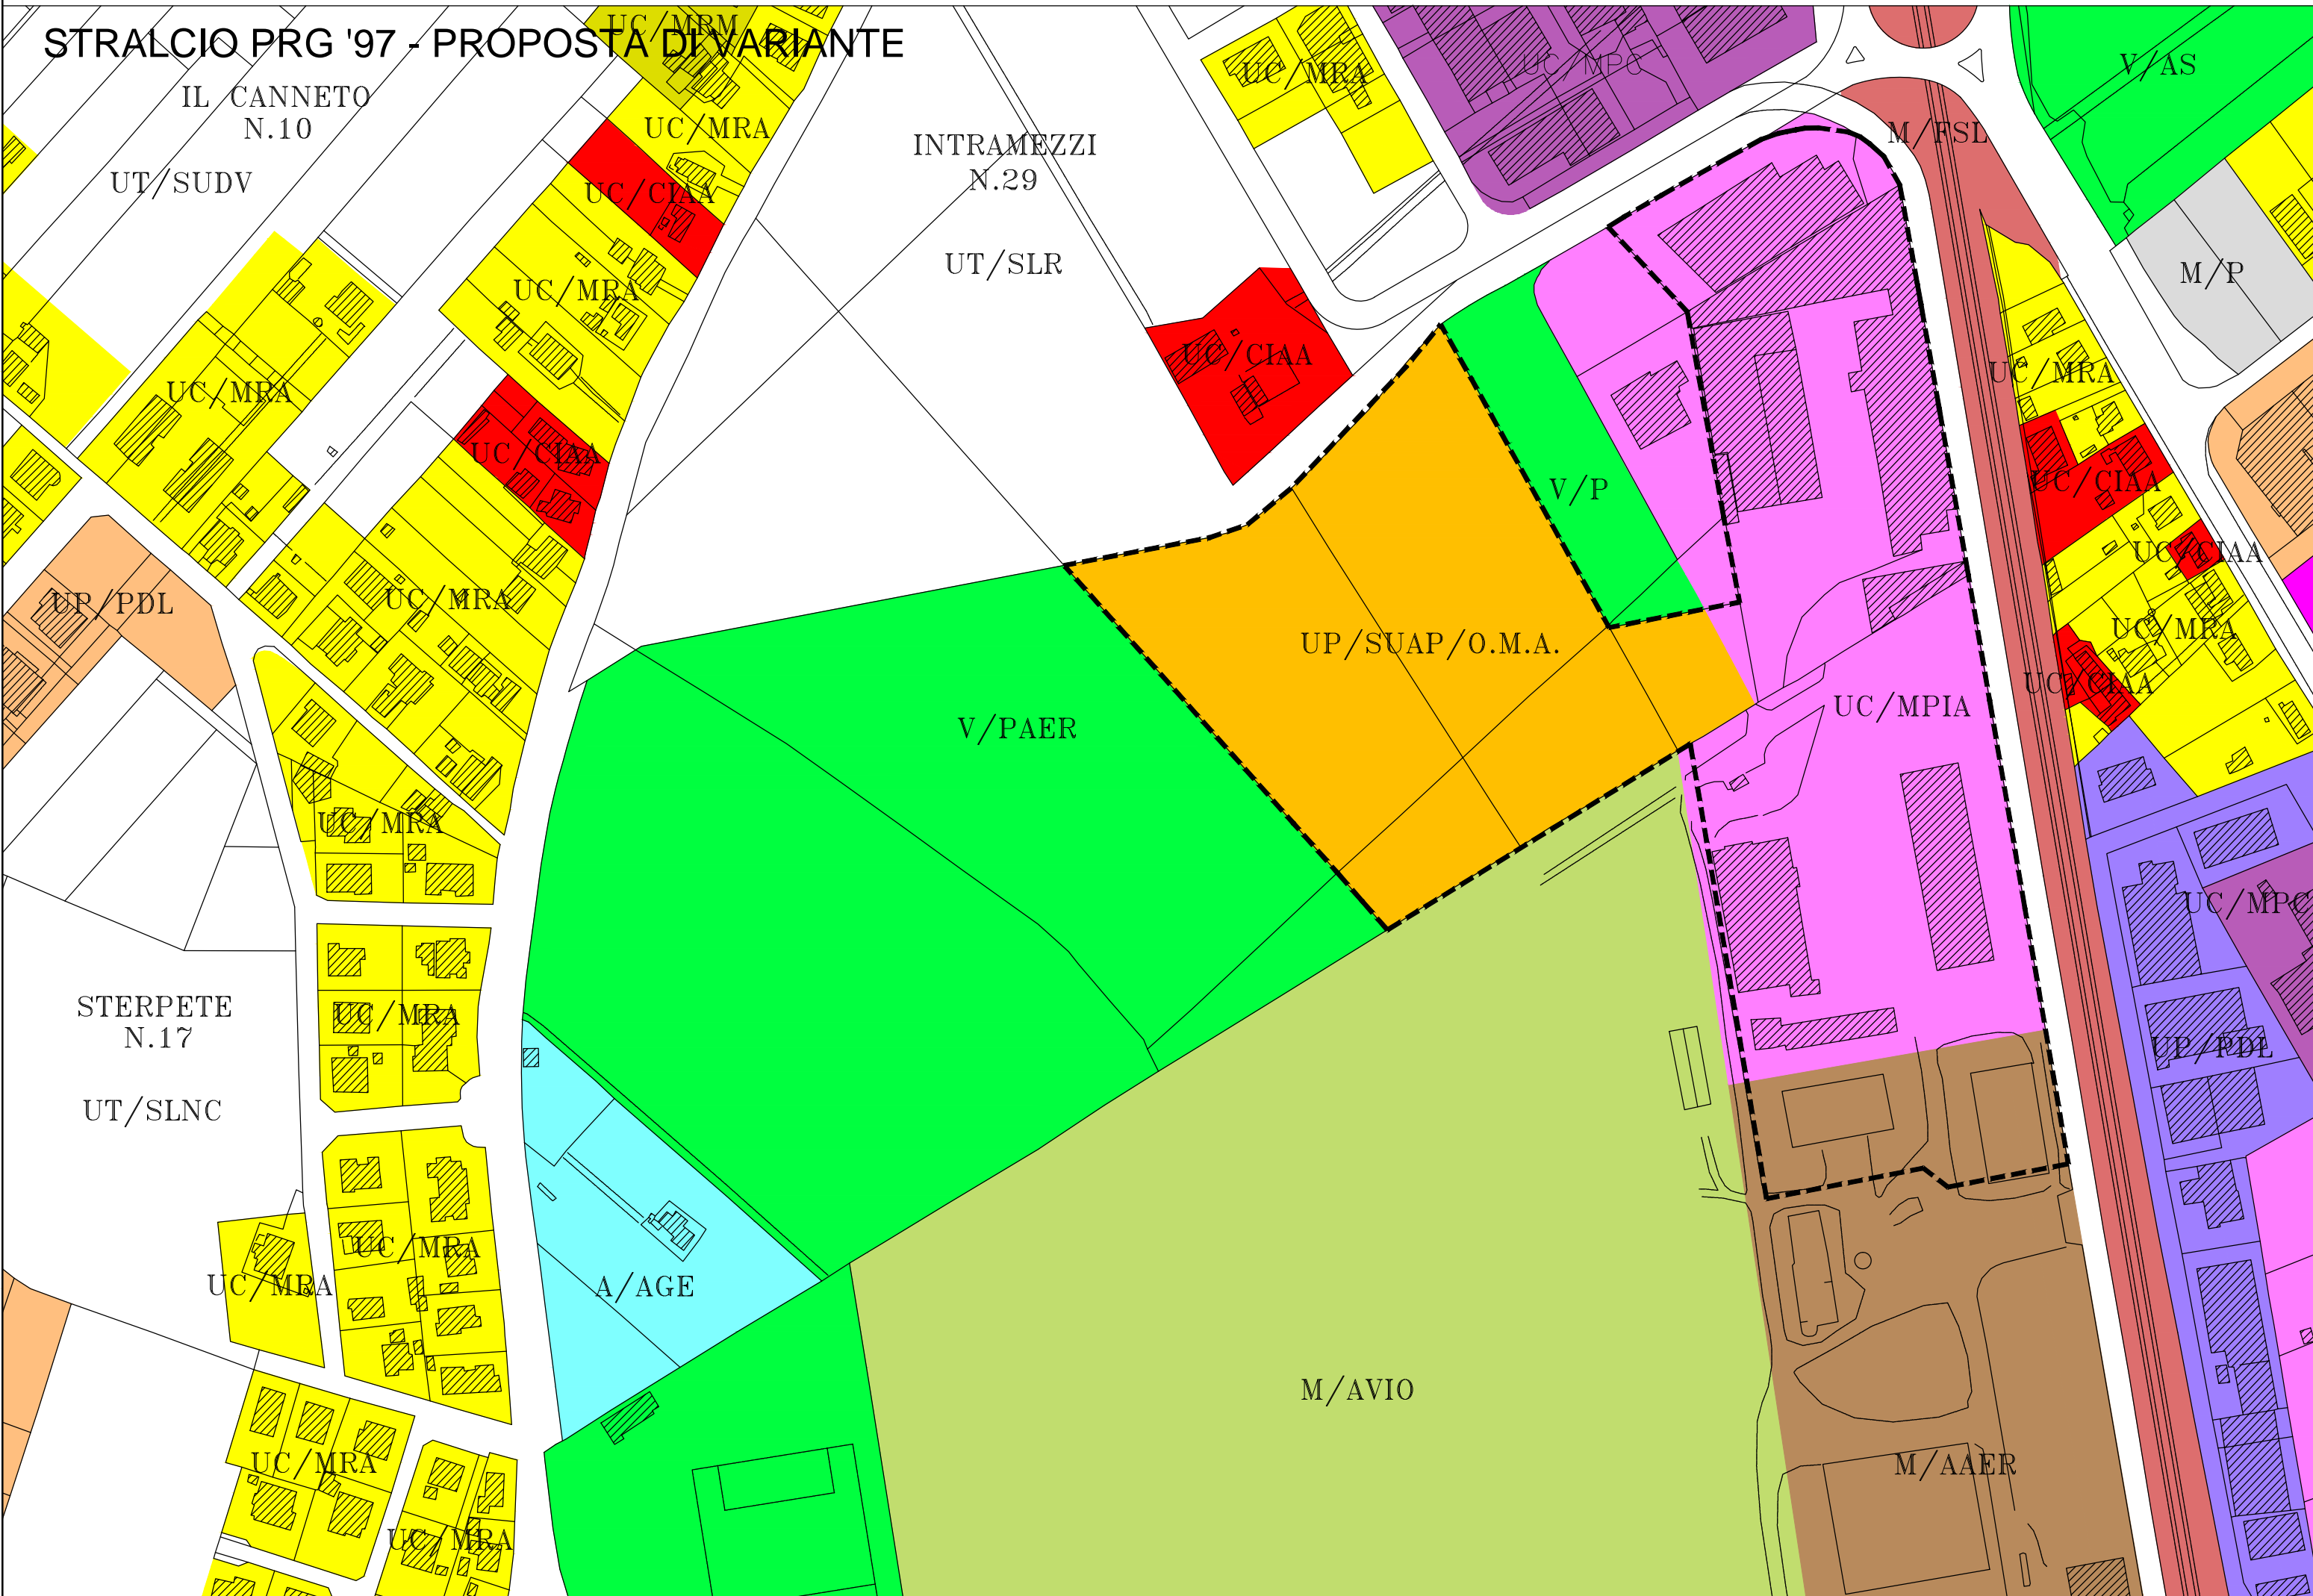 STRALCIO PRG '97 - PROPOSTA DI VARIANTE
UC/MRM
UC/MRA
UC/MPC
V/AS
IL CANNETO
N.10
UC/MRA
INTRAMEZZI
N.29
M/FSL
UT/SUDV
UC/CIAA
UT/SLR
M/P
UC/MRA
UC/CIAA
UC/MRA
UC/MRA
UC/CIAA
V/P
UC/CIAA
UC/CIAA
UP/PDL
UC/MRA
UP/SUAP/O.M.A.
UC/MRA
UC/CIAA
V/PAER
UC/MPIA
UC/MRA
UC/MPC
STERPETE
N.17
UC/MRA
UP/PDL
UT/SLNC
UC/MRA
UC/MRA
A/AGE
M/AVIO
UC/MRA
M/AAER
UC/MRA